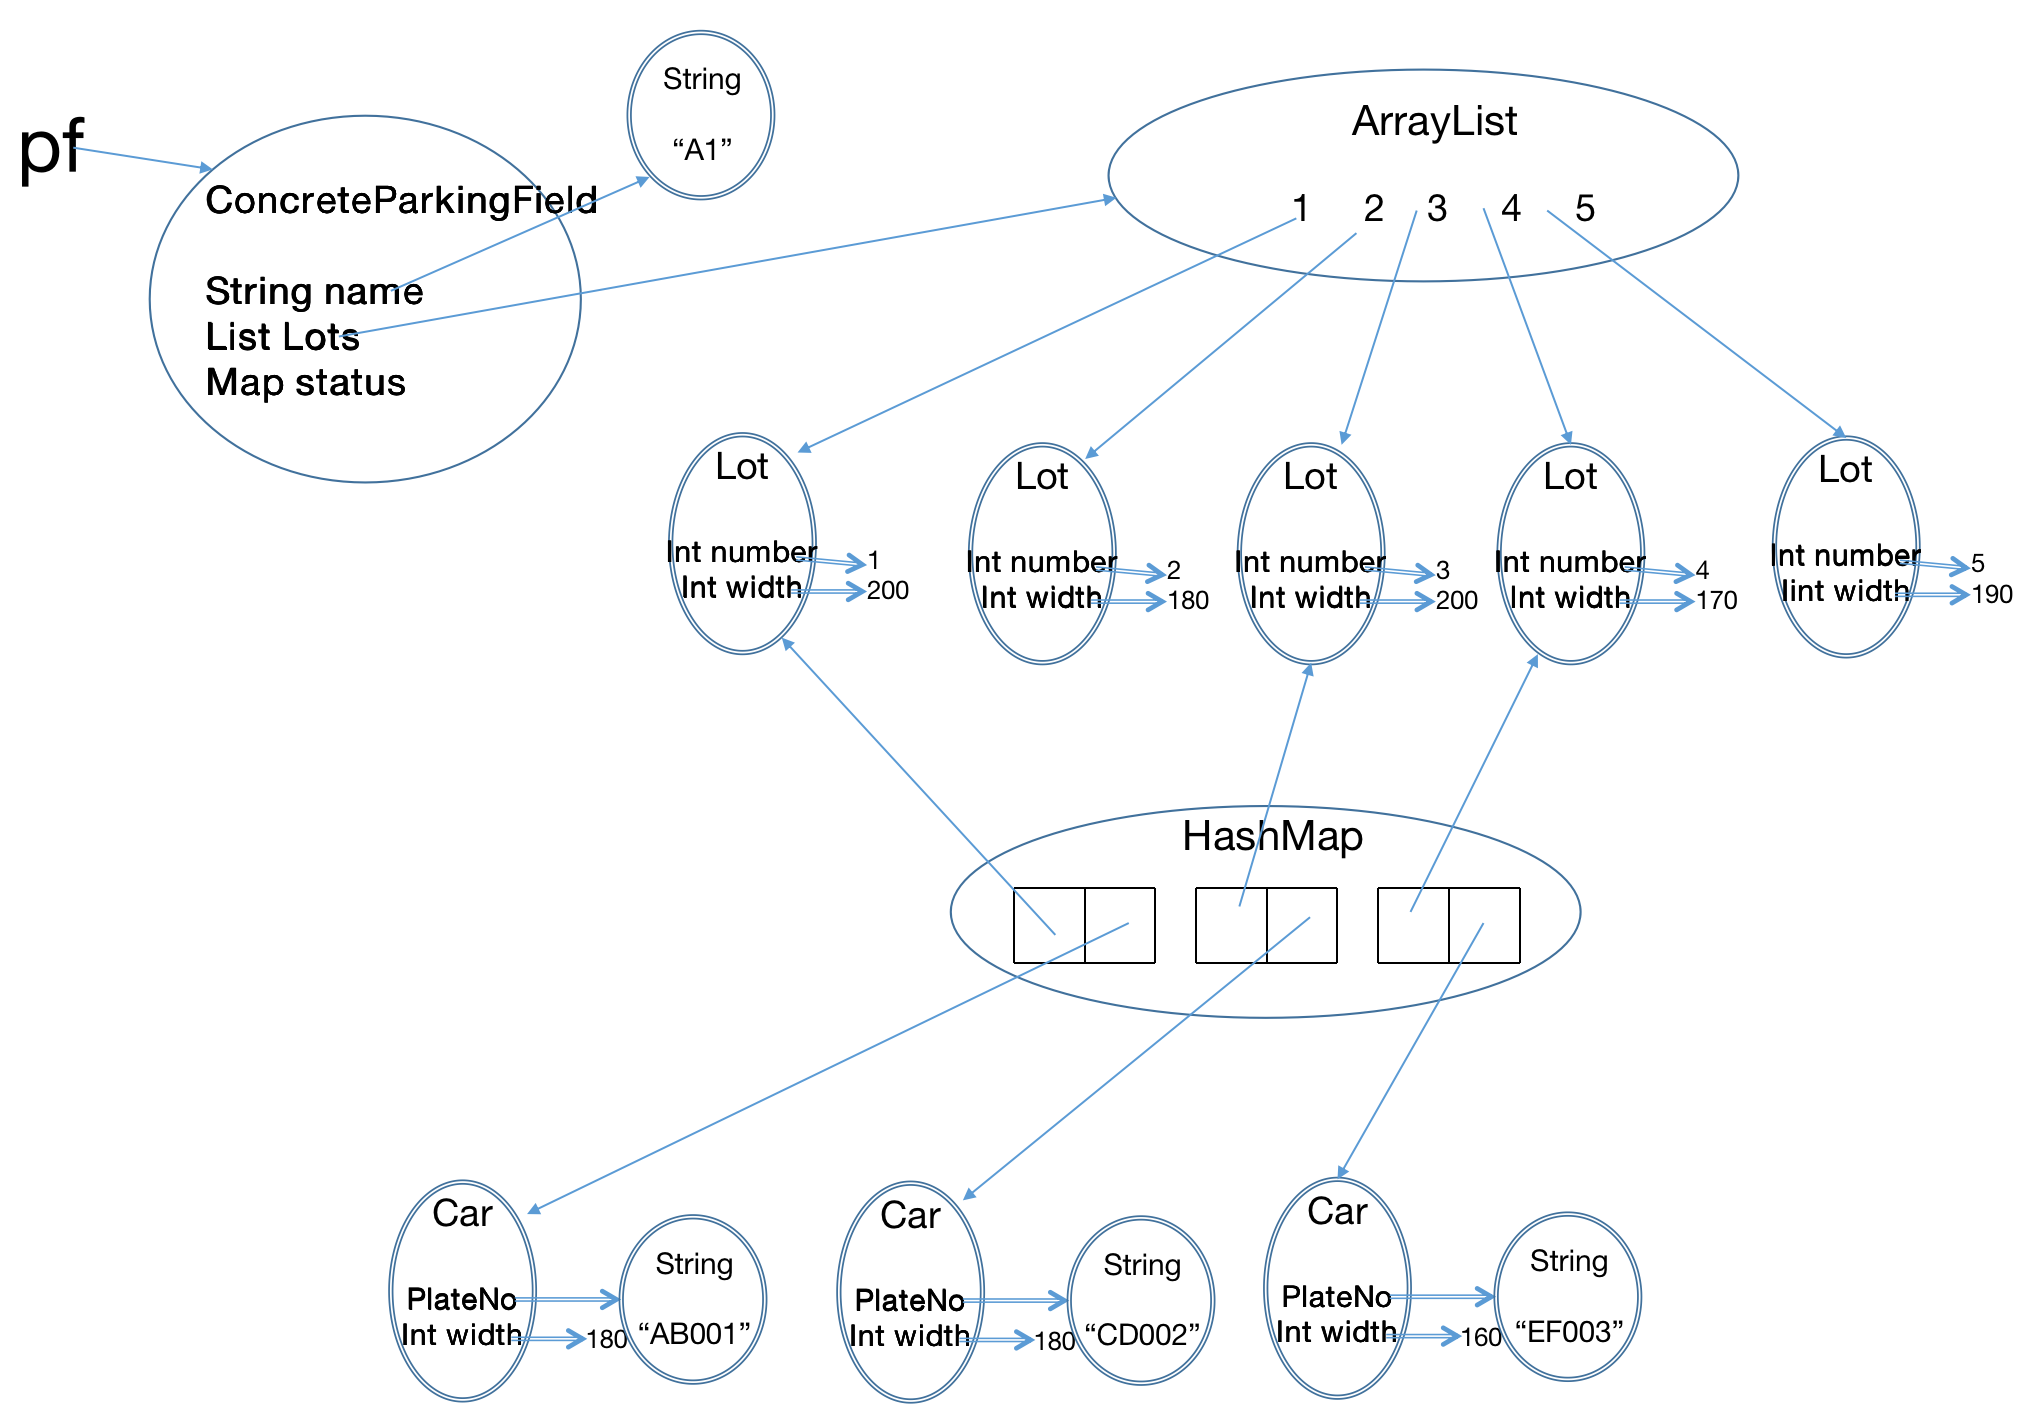 pf
ConcreteParkingField
String name
List Lots
Map status
String
“A1”
ArrayList
1 2 3 4 5
Lot
Int number 1
Int width 200
Lot
Int number 2
Int width 180
Lot
Int number 3
Int width 200
Lot
Int number 4
Int width 170
Lot
Int number 5
Iint width 190
HashMap
Car
PlateNo
Int width 180
String
“AB001”
Car
PlateNo
Int width 180
String
“CD002”
Car
PlateNo
Int width 160
String
“EF003”